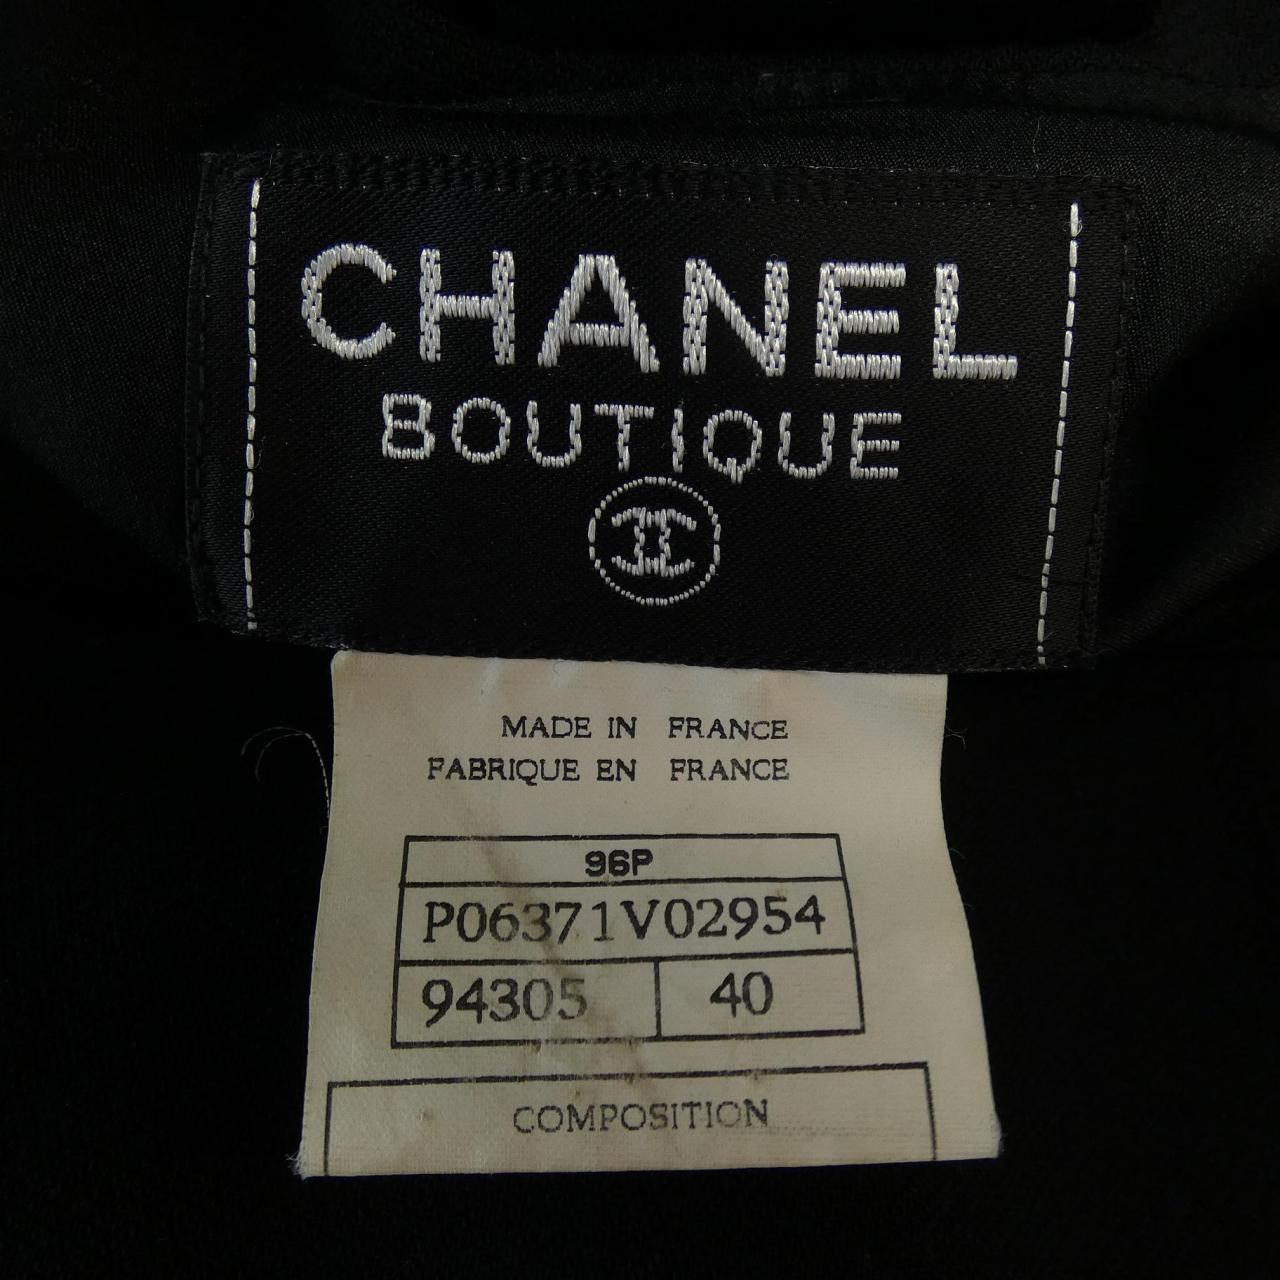 CHANEL
BOUTIQUE
MADE IN FRANCE
FABRIQUE EN FRANCE
96P
P06371V02954
94305 40
COMPOSITION